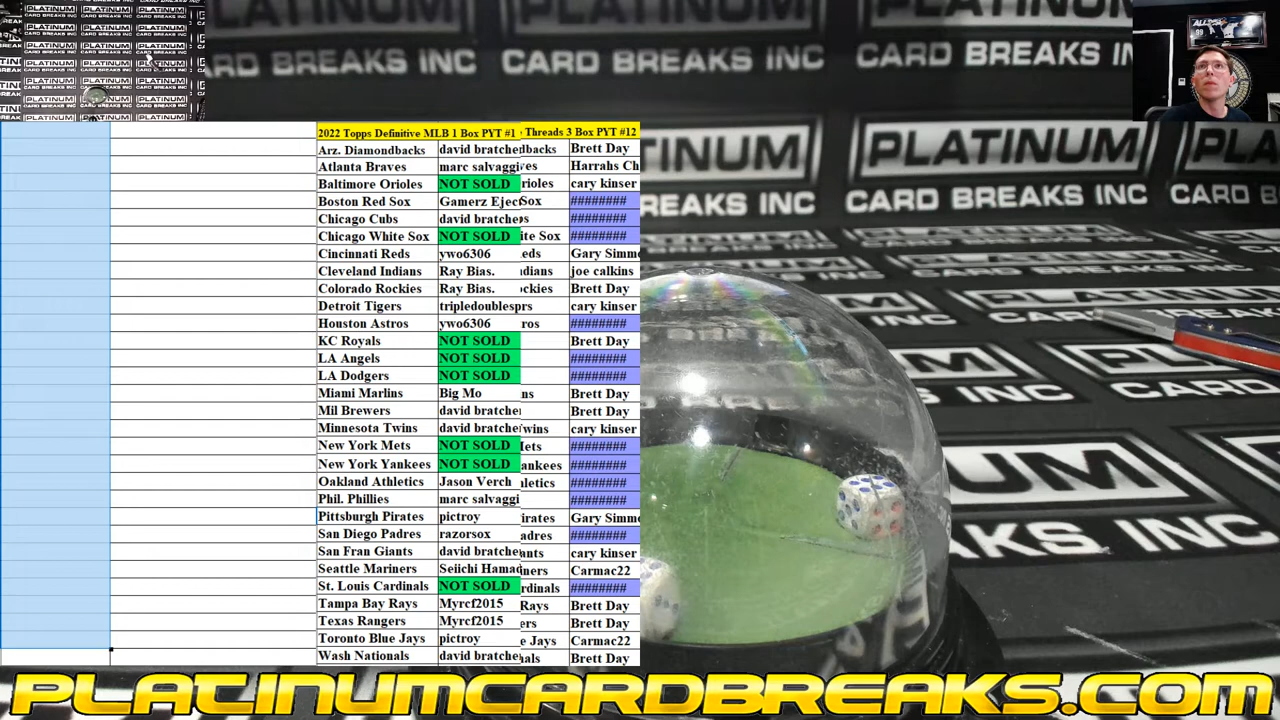 PLATINUM
CARD BREAKS INC
2022 Topps Definitive MLB 1 Box PYT #1 Threads 3 Box PYT #12
Arz. Diamondbacks david bratche dbacks Brett Day
Atlanta Braves marc salvaggi es Harrahs Ch
Baltimore Orioles NOT SOLD rioles cary kinser
Boston Red Sox Gamerz Ejec Sox ########
Chicago Cubs david bratche s ########
Chicago White Sox NOT SOLD ite Sox ########
Cincinnati Reds ywo6306 eds Gary Simm
Cleveland Indians Ray Bias. dians joe calkins
Colorado Rockies Ray Bias. ockies Brett Day
Detroit Tigers tripledoubles rs cary kinser
Houston Astros ywo6306 ros ########
KC Royals NOT SOLD Brett Day
LA Angels NOT SOLD ########
LA Dodgers NOT SOLD ########
Miami Marlins Big Mo ns Brett Day
Mil Brewers david bratche Brett Day
Minnesota Twins david bratche wins cary kinser
New York Mets NOT SOLD Mets ########
New York Yankees NOT SOLD ankees ########
Oakland Athletics Jason Verch hletics ########
Phil. Phillies marc salvaggi ########
Pittsburgh Pirates pictroy irates Gary Simm
San Diego Padres razorsox adres ########
San Fran Giants david bratche ants cary kinser
Seattle Mariners Seiichi Hamad ners Carmac22
St. Louis Cardinals NOT SOLD rdinals ########
Tampa Bay Rays Myrcf2015 Rays Brett Day
Texas Rangers Myrcf2015 ers Brett Day
Toronto Blue Jays pictroy e Jays Carmac22
Wash Nationals david bratche nals Brett Day
PLATINUMCARDBREAKS.COM